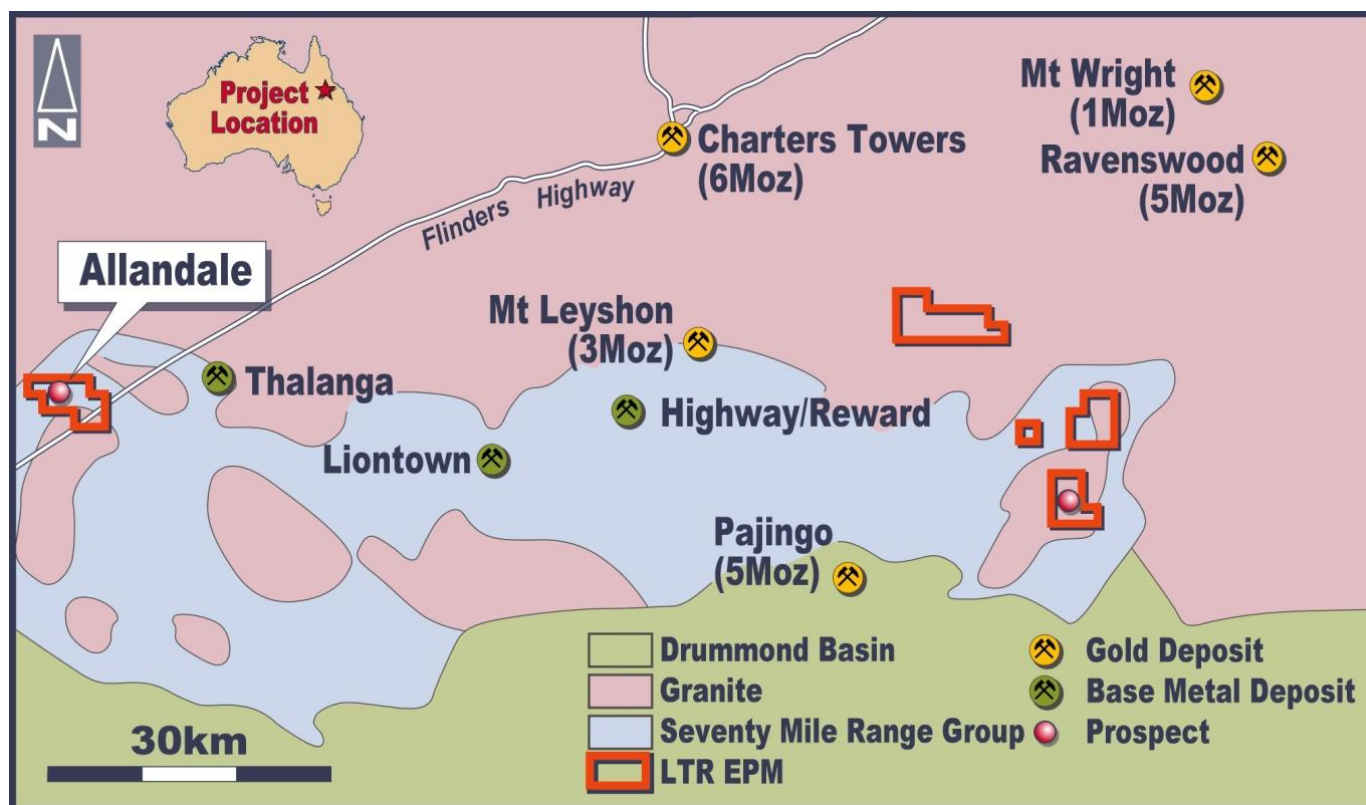 N
Project
Location
Mt Wright
(1Moz)
Charters Towers
(6Moz)
Ravenswood
(5Moz)
Flinders Highway
Allandale
Mt Leyshon
(3Moz)
Thalanga
Highway/Reward
Liontown
Pajingo
(5Moz)
Drummond Basin
Granite
Seventy Mile Range Group
LTR EPM
Gold Deposit
Base Metal Deposit
Prospect
30km